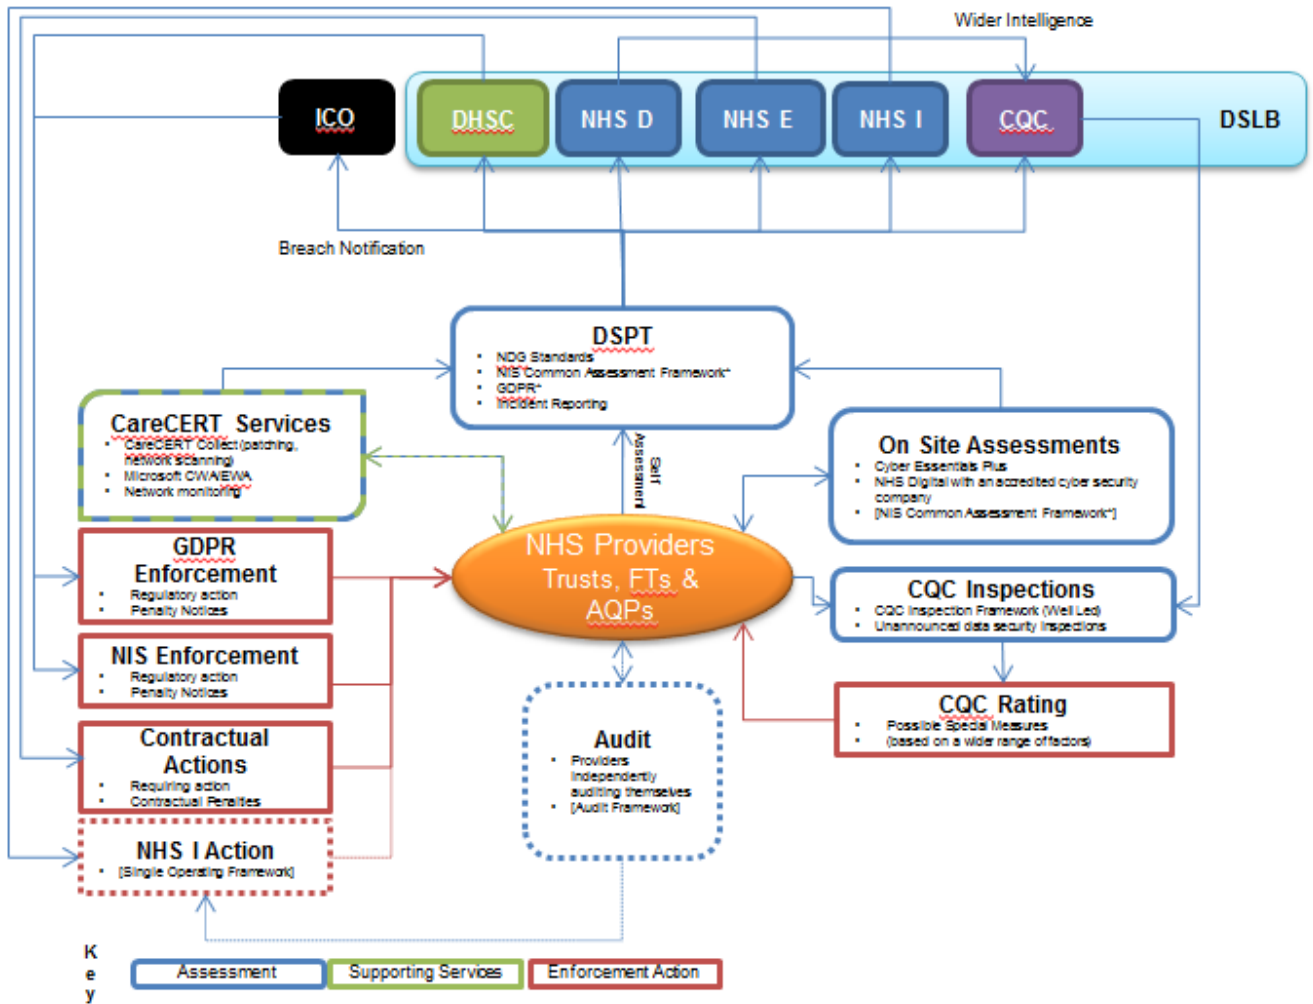 Wider Intelligence
ICO
DHSC
NHS D
NHS E
NHS I
CQC
DSLB
Breach Notification
DSPT
NDG Standards
NIS Common Assessment Framework*
GDPR*
Incident Reporting
CareCERT Services
CareCERT Collect (patching,
network scanning)
Microsoft CWA/EWA
Network monitoring
Self
Assessment
On Site Assessments
Cyber Essentials Plus
NHS Digital with an accredited cyber security
company
[NIS Common Assessment Framework*]
GDPR
Enforcement
Regulatory action
Penalty Notices
NHS Providers
Trusts, FTs &
AQPs
CQC Inspections
CQC Inspection Framework (Well Led)
Unannounced data security Inspections
NIS Enforcement
Regulatory action
Penalty Notices
CQC Rating
Possible Special Measures
(based on a wider range of factors)
Contractual
Actions
Requiring action
Contractual Penalties
Audit
Providers
Independently
auditing themselves
[Audit Framework]
NHS I Action
[Single Operating Framework]
K
e
y
Assessment
Supporting Services
Enforcement Action